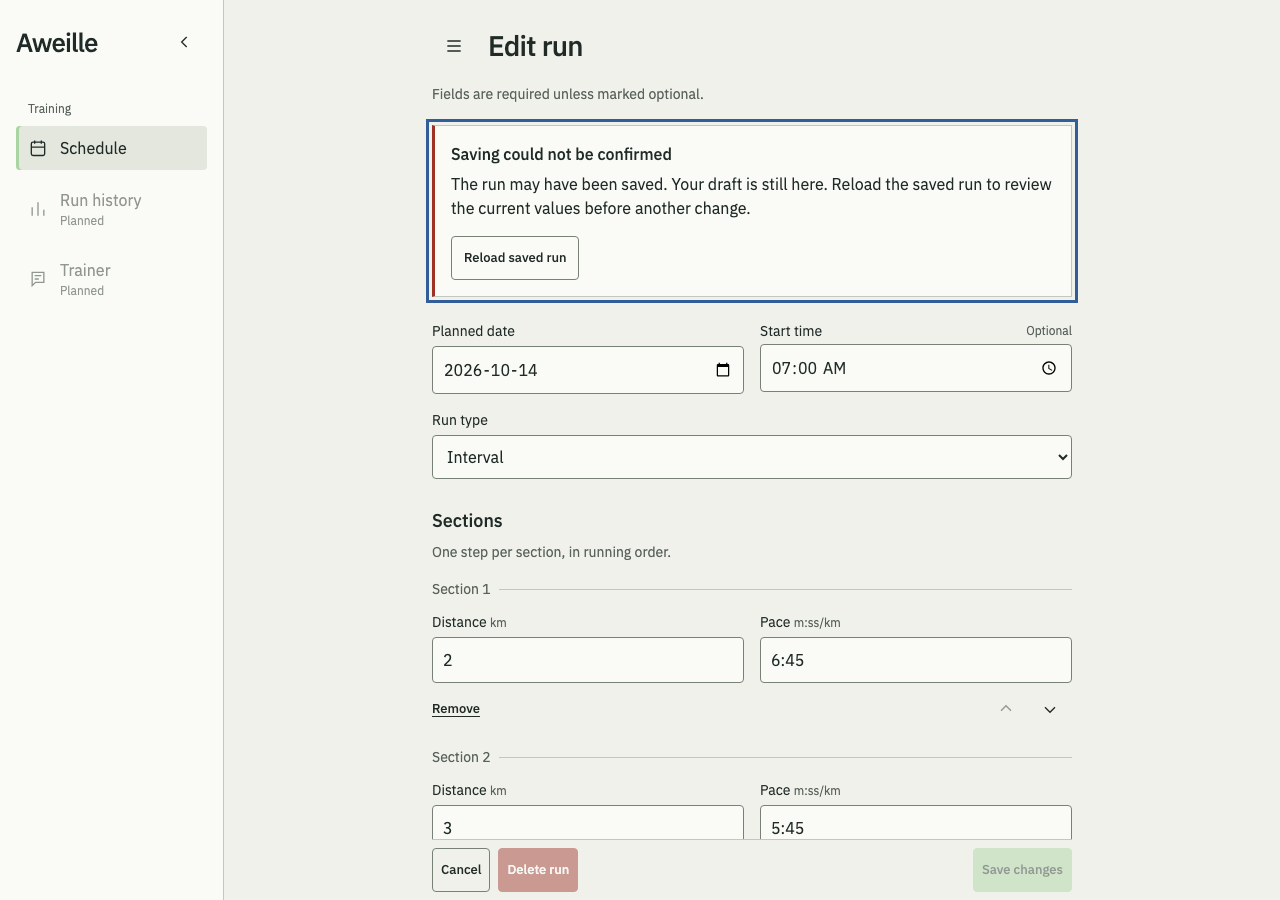 Aweille
Training
Schedule
Run history
Planned
Trainer
Planned
Edit run
Fields are required unless marked optional.
Saving could not be confirmed
The run may have been saved. Your draft is still here. Reload the saved run to review
the current values before another change.
Reload saved run
Planned date
Start time Optional
2026-10-14
07:00 AM
Run type
Interval
Sections
One step per section, in running order.
Section 1
Distance km
Pace m:ss/km
2
6:45
Remove
Section 2
Distance km
Pace m:ss/km
3
5:45
Cancel
Delete run
Save changes